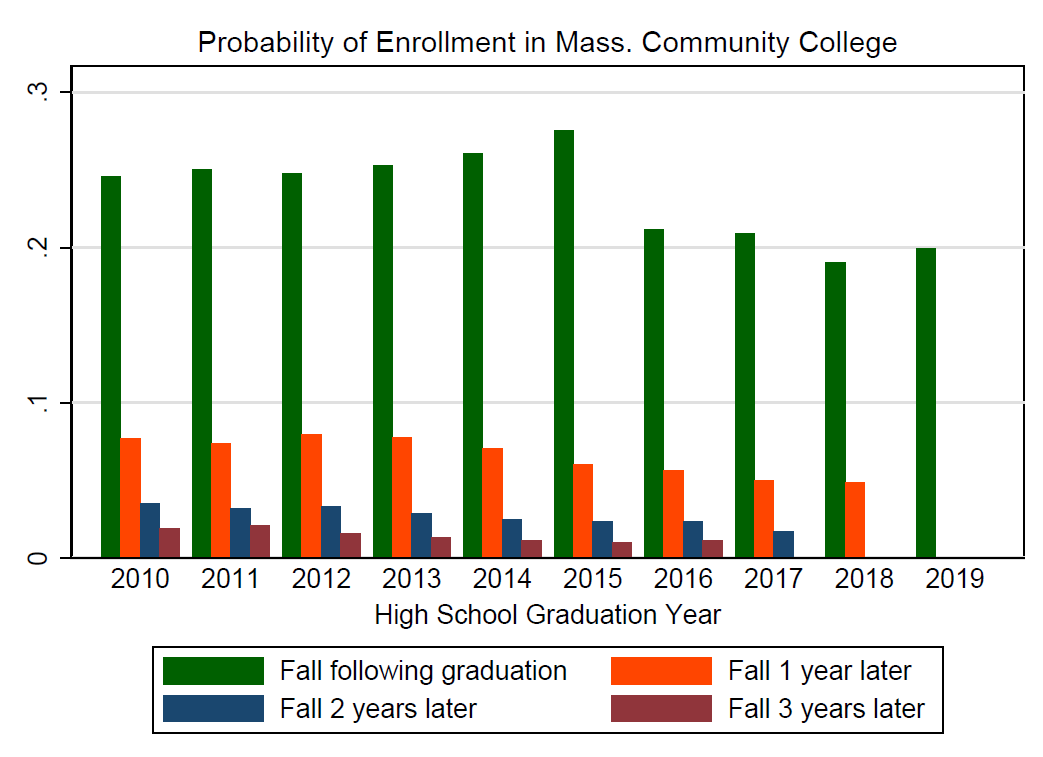 Probability of Enrollment in Mass. Community College
.3
.2
.1
0
2010 2011 2012 2013 2014 2015 2016 2017 2018 2019
High School Graduation Year
Fall following graduation Fall 1 year later
Fall 2 years later Fall 3 years later